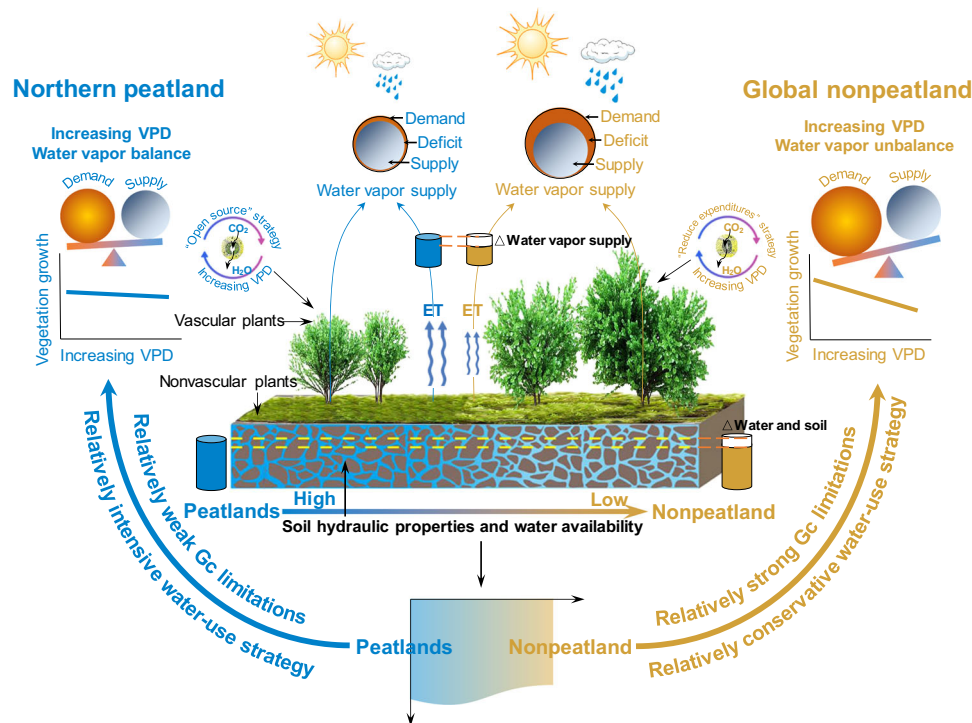 Northern peatland
Global nonpeatland
Increasing VPD
Water vapor balance
Demand
Supply
"Open source" strategy
CO₂
H₂O
Increasing VPD
Vegetation growth
Increasing VPD
Demand
Deficit
Supply
Water vapor supply
Demand
Deficit
Supply
Water vapor supply
△ Water vapor supply
Increasing VPD
Water vapor unbalance
Demand
Supply
"Reduce expenditures" strategy
CO₂
H₂O
Increasing VPD
Vegetation growth
Increasing VPD
Vascular plants
ET
ET
Nonvascular plants
△ Water and soil
High
Low
Peatlands
Nonpeatland
Soil hydraulic properties and water availability
Relatively weak Gc limitations
Relatively intensive water-use strategy
Relatively strong Gc limitations
Relatively conservative water-use strategy
Peatlands
Nonpeatland